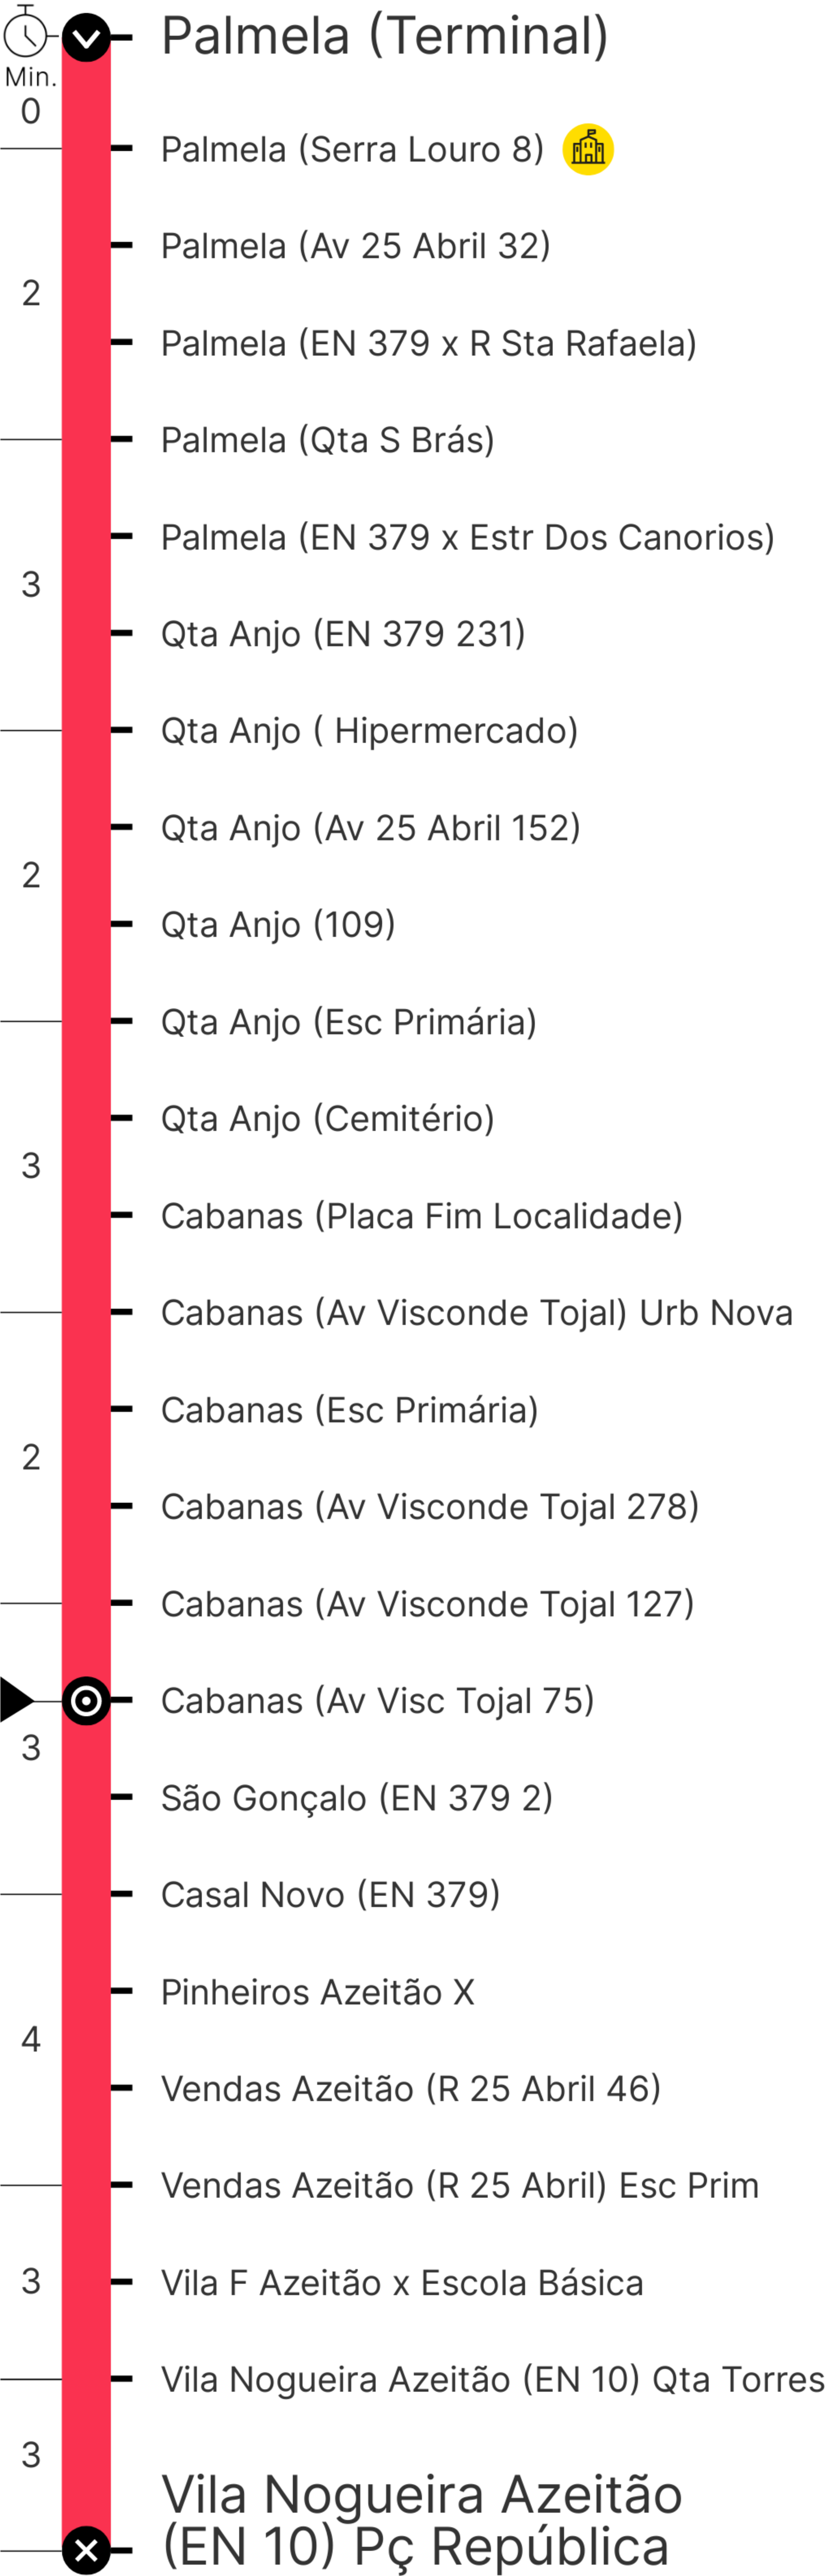 Palmela (Terminal)
Min.
0
Palmela (Serra Louro 8)
Palmela (Av 25 Abril 32)
2
Palmela (EN 379 x R Sta Rafaela)
Palmela (Qta S Brás)
Palmela (EN 379 x Estr Dos Canorios)
3
Qta Anjo (EN 379 231)
Qta Anjo ( Hipermercado)
Qta Anjo (Av 25 Abril 152)
2
Qta Anjo (109)
Qta Anjo (Esc Primária)
Qta Anjo (Cemitério)
3
Cabanas (Placa Fim Localidade)
Cabanas (Av Visconde Tojal) Urb Nova
Cabanas (Esc Primária)
2
Cabanas (Av Visconde Tojal 278)
Cabanas (Av Visconde Tojal 127)
Cabanas (Av Visc Tojal 75)
3
São Gonçalo (EN 379 2)
Casal Novo (EN 379)
Pinheiros Azeitão X
4
Vendas Azeitão (R 25 Abril 46)
Vendas Azeitão (R 25 Abril) Esc Prim
3
Vila F Azeitão x Escola Básica
Vila Nogueira Azeitão (EN 10) Qta Torres
3
Vila Nogueira Azeitão
(EN 10) Pç República